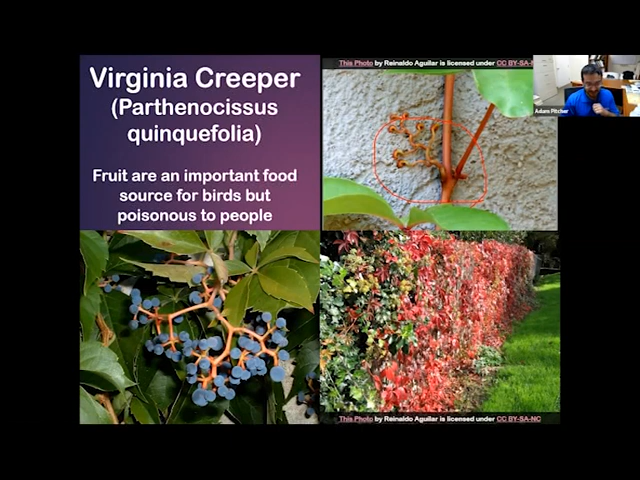 Virginia Creeper
(Parthenocissus
quinquefolia)
Fruit are an important food
source for birds but
poisonous to people
This Photo by Reinaldo Aguilar is licensed under CC BY-SA-N
Adam Pitcher
This Photo by Reinaldo Aguilar is licensed under CC BY-SA-NC